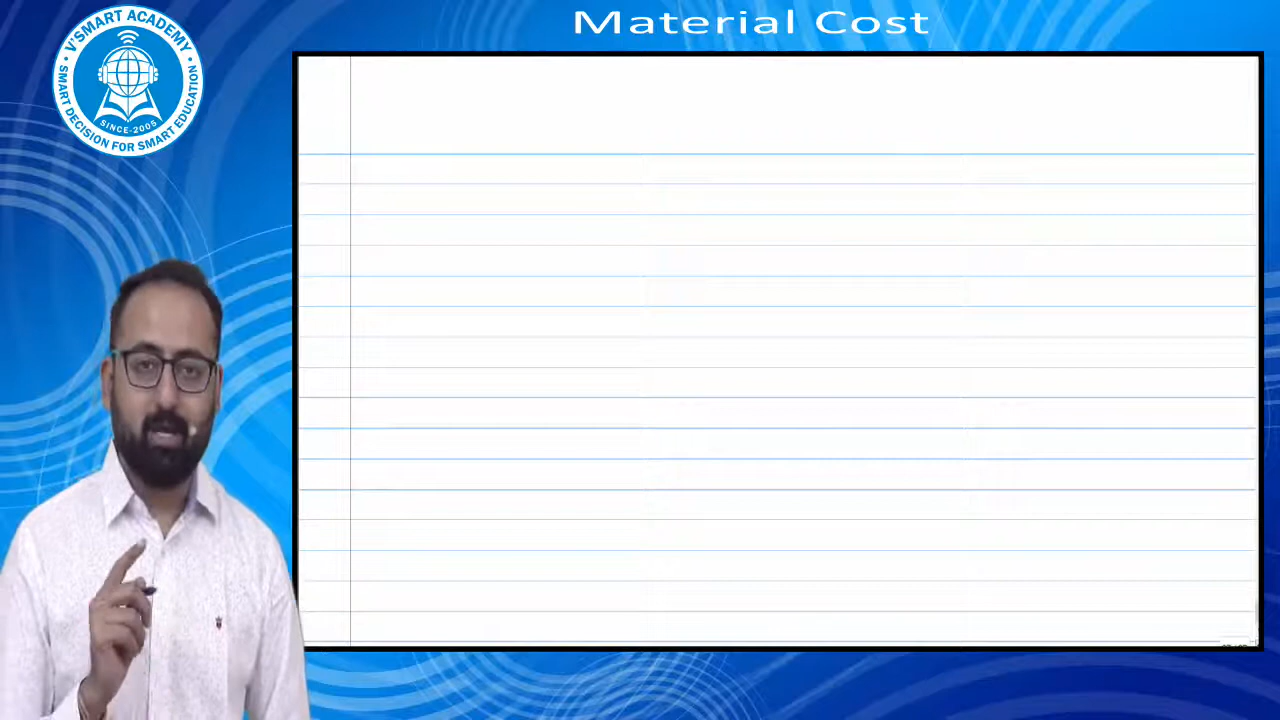 Material Cost
V'SMART ACADEMY
SINCE-2005
SMART DECISION FOR SMART EDUCATION